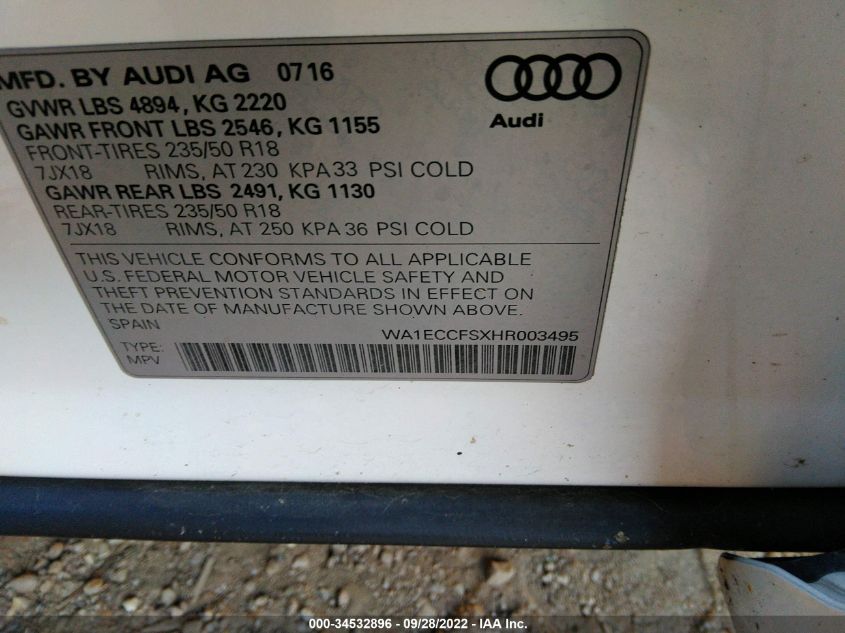 MFD. BY AUDI AG 0716
GVWR LBS 4894, KG 2220
GAWR FRONT LBS 2546, KG 1155
FRONT-TIRES 235/50 R18
7JX18 RIMS, AT 230 KPA 33 PSI COLD
GAWR REAR LBS 2491, KG 1130
REAR-TIRES 235/50 R18
7JX18 RIMS, AT 250 KPA 36 PSI COLD
Audi
THIS VEHICLE CONFORMS TO ALL APPLICABLE
U.S. FEDERAL MOTOR VEHICLE SAFETY AND
THEFT PREVENTION STANDARDS IN EFFECT ON
THE DATE OF MANUFACTURE SHOWN ABOVE.
SPAIN
WA1ECCFSXHR003495
TYPE:
MPV
000-34532896 - 09/28/2022 - IAA Inc.